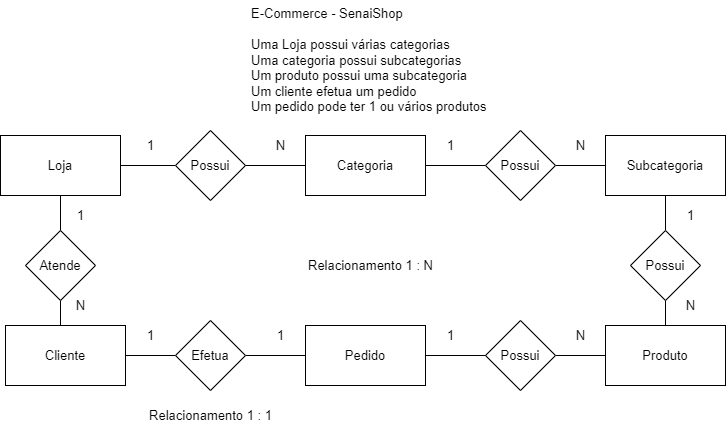 E-Commerce - SenaiShop
Uma Loja possui várias categorias
Uma categoria possui subcategorias
Um produto possui uma subcategoria
Um cliente efetua um pedido
Um pedido pode ter 1 ou vários produtos
1
N
1
N
Loja
Possui
Categoria
Possui
Subcategoria
1
1
Atende
Relacionamento 1 : N
Possui
N
N
1
1
1
N
Cliente
Efetua
Pedido
Possui
Produto
Relacionamento 1 : 1